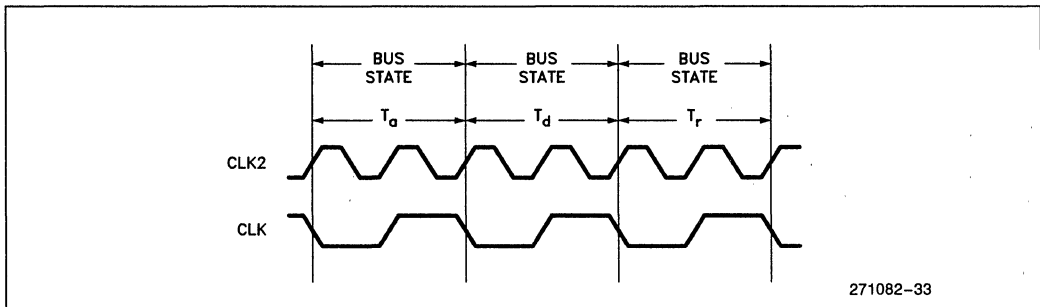 BUS STATE BUS STATE BUS STATE
Ta Td Tr
CLK2
CLK
271082-33